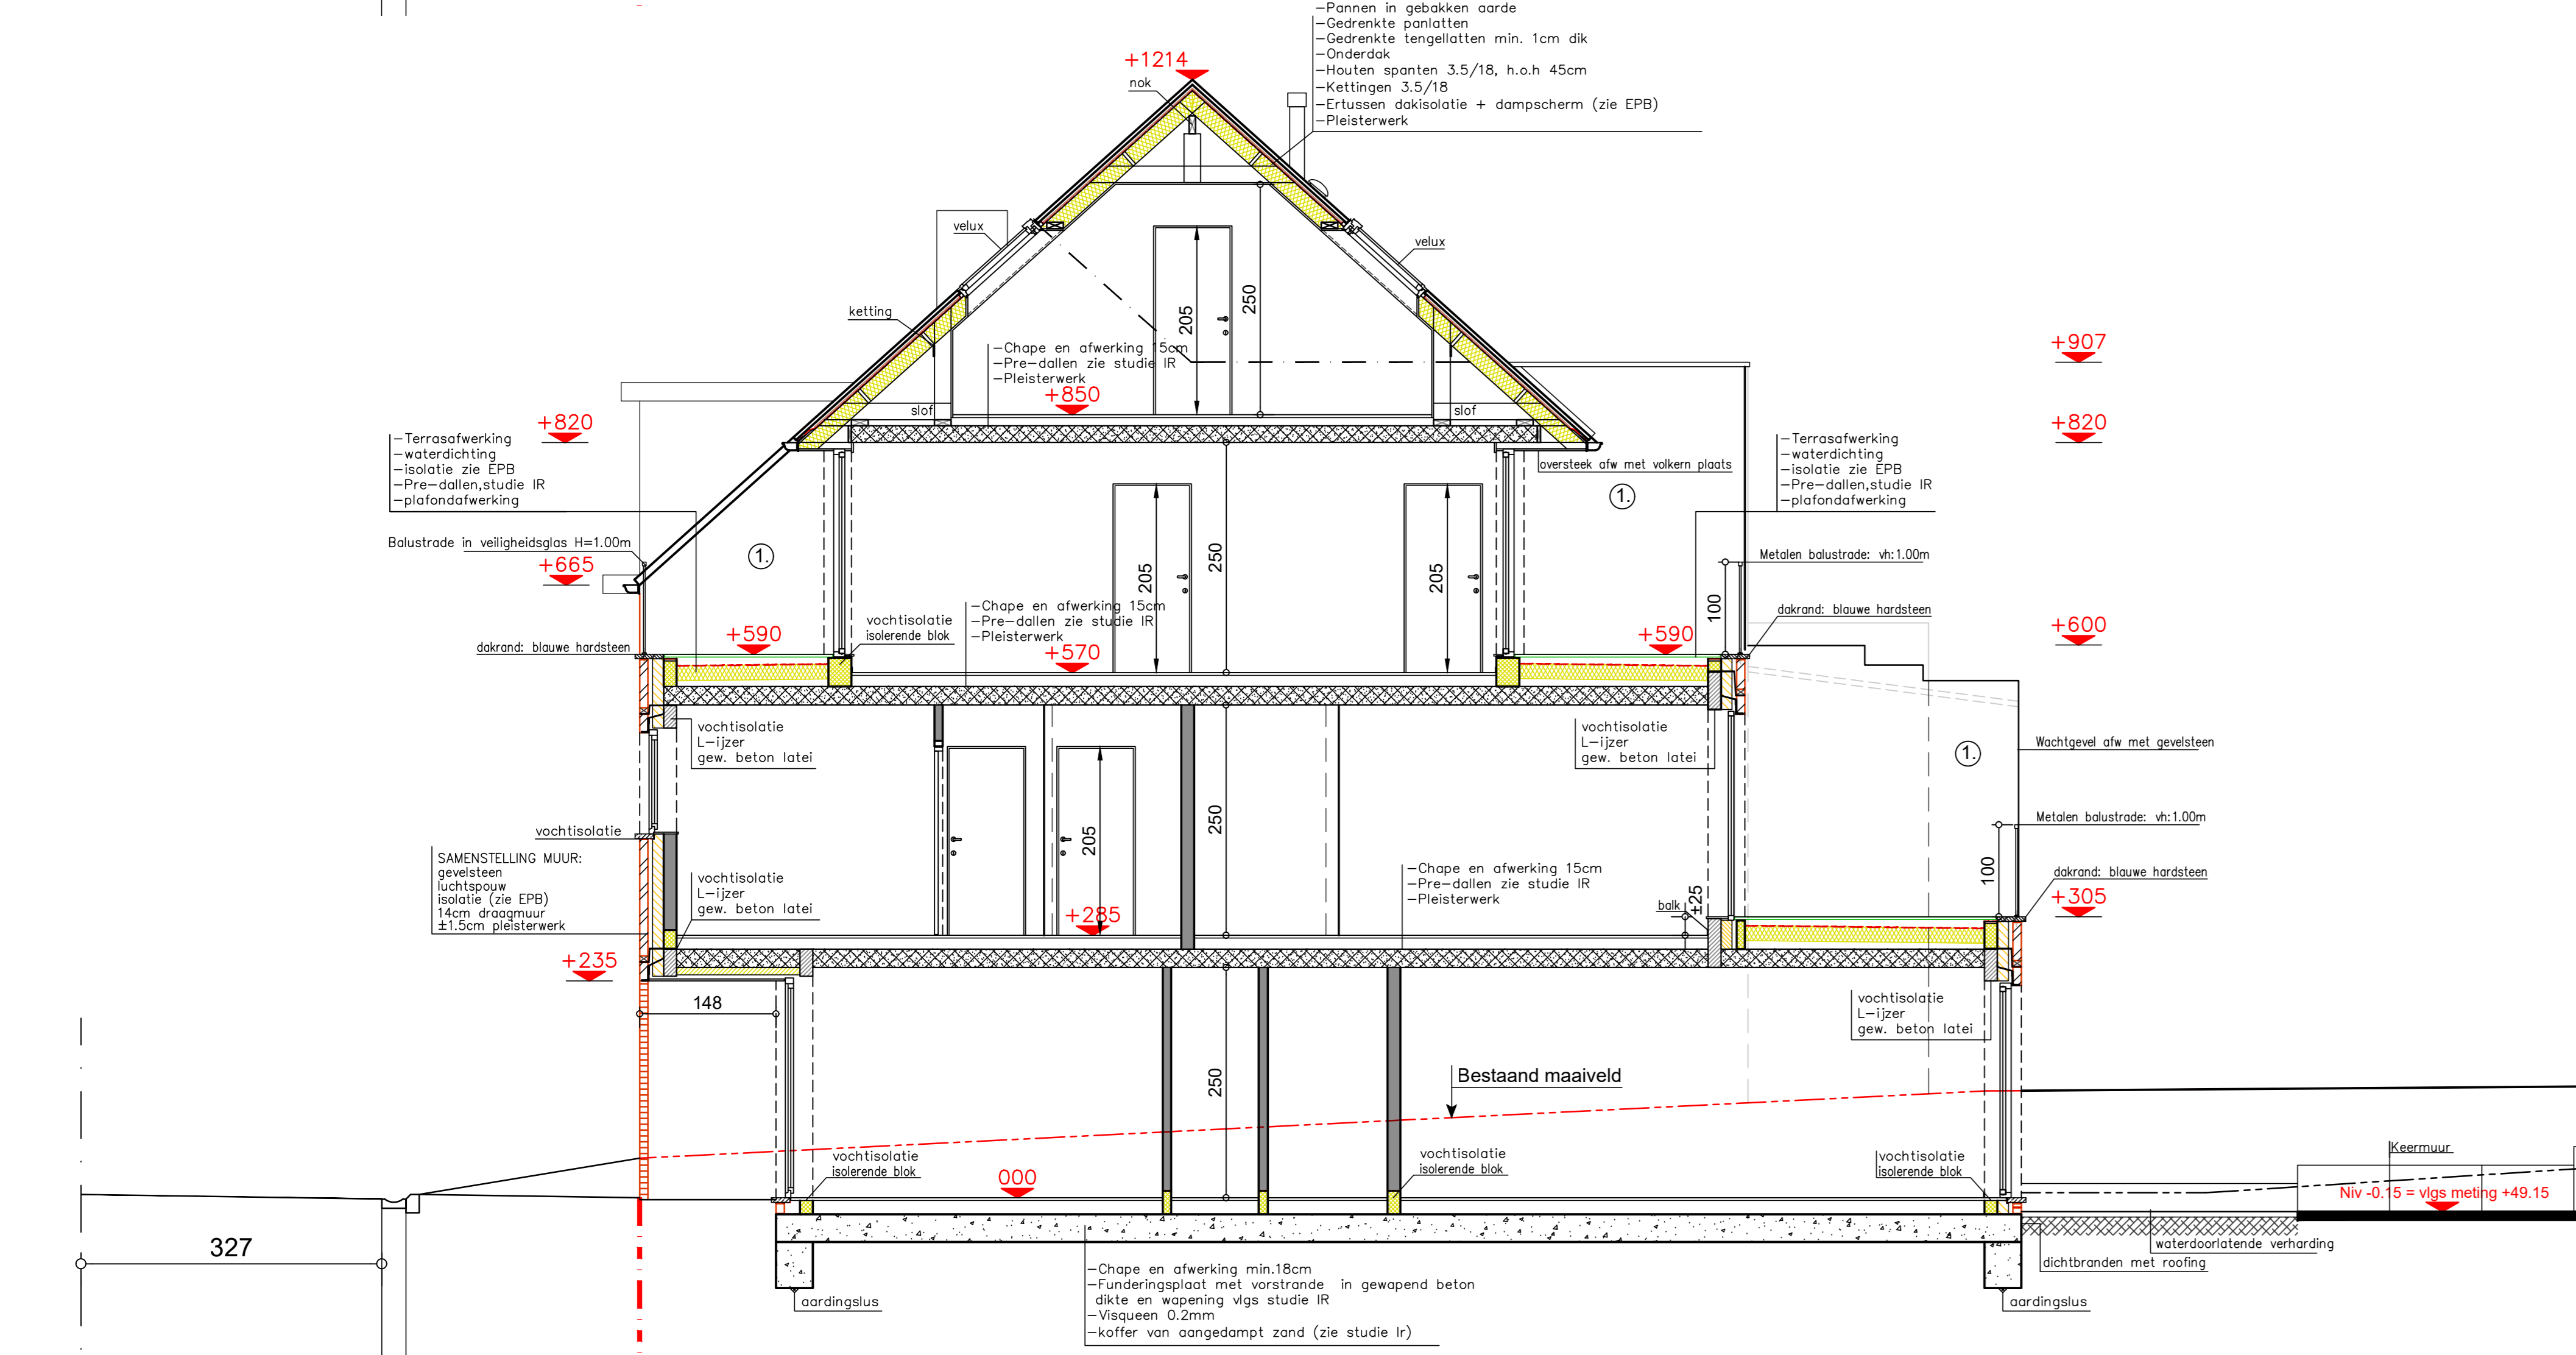 -Pannen in gebakken aarde
-Gedrenkte panlatten
-Gedrenkte tengellatten min. 1cm dik
-Onderdak
-Houten spanten 3.5/18, h.o.h 45cm
-Kettingen 3.5/18
-Ertussen dakisolatie + dampscherm (zie EPB)
-Pleisterwerk
+1214
nok
velux
velux
ketting
205
250
-Chape en afwerking 15cm
-Pre-dallen zie studie IR
-Pleisterwerk
+850
slof
slof
+907
+820
+820
-Terrasafwerking
-waterdichting
-isolatie zie EPB
-Pre-dallen,studie IR
-plafondafwerking
oversteek afw met volkern plaats
-Terrasafwerking
-waterdichting
-isolatie zie EPB
-Pre-dallen,studie IR
-plafondafwerking
1.
Balustrade in veiligheidsglas H=1.00m
+665
1.
205
250
205
Metalen balustrade: vh:1.00m
100
dakrand: blauwe hardsteen
-Chape en afwerking 15cm
-Pre-dallen zie studie IR
-Pleisterwerk
vochtisolatie
isolerende blok
dakrand: blauwe hardsteen
+590
+570
+590
+600
vochtisolatie
L-ijzer
gew. beton latei
vochtisolatie
L-ijzer
gew. beton latei
1.
Wachtgevel afw met gevelsteen
vochtisolatie
205
250
Metalen balustrade: vh:1.00m
100
SAMENSTELLING MUUR:
gevelsteen
luchtspouw
isolatie (zie EPB)
14cm draagmuur
±1.5cm pleisterwerk
vochtisolatie
L-ijzer
gew. beton latei
-Chape en afwerking 15cm
-Pre-dallen zie studie IR
-Pleisterwerk
dakrand: blauwe hardsteen
balk
±25
+285
+305
+235
148
vochtisolatie
L-ijzer
gew. beton latei
250
Bestaand maaiveld
vochtisolatie
isolerende blok
000
vochtisolatie
isolerende blok
vochtisolatie
isolerende blok
Keermuur
Niv -0.15 = vlgs meting +49.15
327
waterdoorlatende verharding
dichtbranden met roofing
-Chape en afwerking min.18cm
-Funderingsplaat met vorstrande in gewapend beton
dikte en wapening vlgs studie IR
-Visqueen 0.2mm
-koffer van aangedampt zand (zie studie Ir)
aardingslus
aardingslus